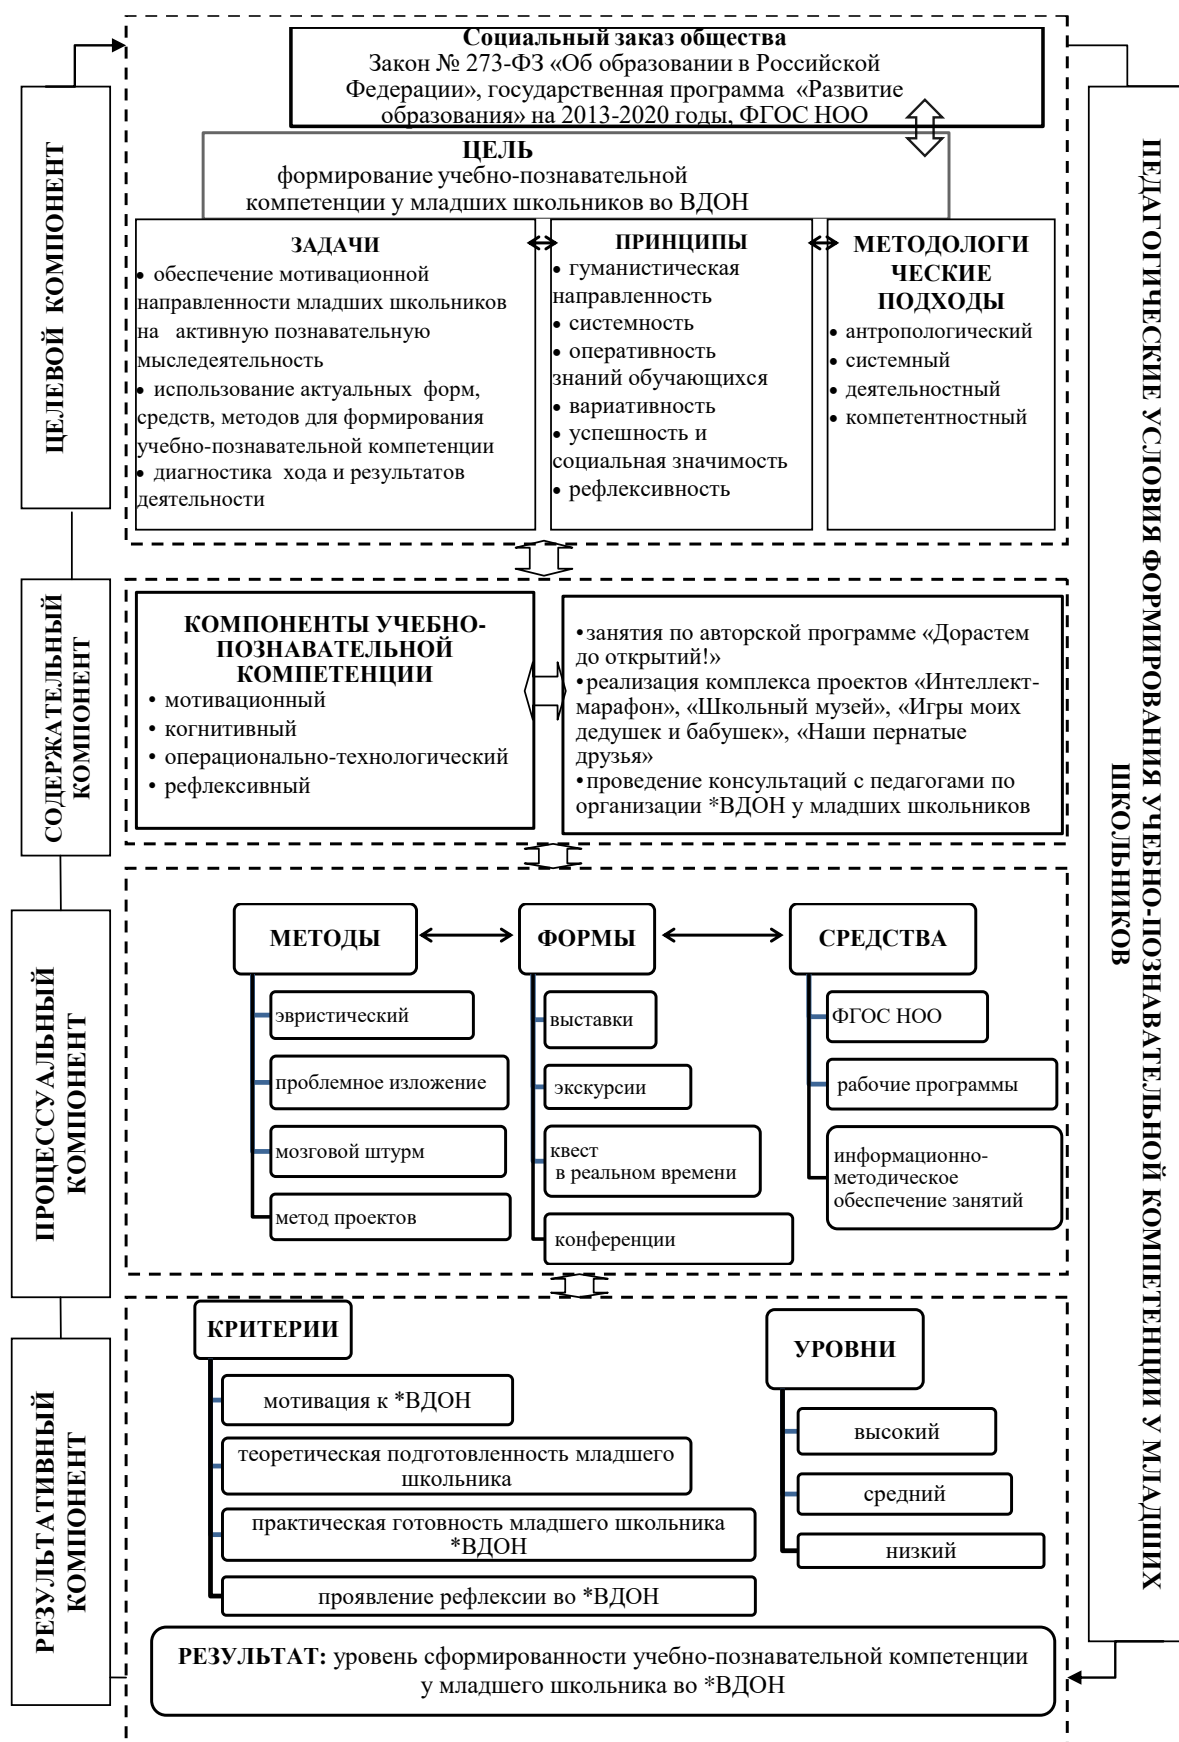 Социальный заказ общества
Закон № 273-ФЗ «Об образовании в Российской
Федерации», государственная программа «Развитие
образования» на 2013-2020 годы, ФГОС НОО
ЦЕЛЬ
формирование учебно-познавательной
компетенции у младших школьников во ВДОН
ЦЕЛЕВОЙ КОМПОНЕНТ
ЗАДАЧИ
• обеспечение мотивационной
направленности младших школьников
на активную познавательную
мыследеятельность
• использование актуальных форм,
средств, методов для формирования
учебно-познавательной компетенции
• диагностика хода и результатов
деятельности
ПРИНЦИПЫ
• гуманистическая
направленность
• системность
• оперативность
знаний обучающихся
• вариативность
• успешность и
социальная значимость
• рефлексивность
МЕТОДОЛОГИ
ЧЕСКИЕ
ПОДХОДЫ
• антропологический
• системный
• деятельностный
• компетентностный
СОДЕРЖАТЕЛЬНЫЙ
КОМПОНЕНТ
КОМПОНЕНТЫ УЧЕБНО-
ПОЗНАВАТЕЛЬНОЙ
КОМПЕТЕНЦИИ
• мотивационный
• когнитивный
• операционально-технологический
• рефлексивный
•занятия по авторской программе «Дорастем
до открытий!»
•реализация комплекса проектов «Интеллект-
марафон», «Школьный музей», «Игры моих
дедушек и бабушек», «Наши пернатые
друзья»
•проведение консультаций с педагогами по
организации *ВДОН у младших школьников
ПРОЦЕССУАЛЬНЫЙ
КОМПОНЕНТ
МЕТОДЫ
эвристический
проблемное изложение
мозговой штурм
метод проектов
ФОРМЫ
выставки
экскурсии
квест
в реальном времени
конференции
СРЕДСТВА
ФГОС НОО
рабочие программы
информационно-
методическое
обеспечение занятий
РЕЗУЛЬТАТИВНЫЙ
КОМПОНЕНТ
КРИТЕРИИ
мотивация к *ВДОН
теоретическая подготовленность младшего
школьника
практическая готовность младшего школьника
*ВДОН
проявление рефлексии во *ВДОН
УРОВНИ
высокий
средний
низкий
РЕЗУЛЬТАТ: уровень сформированности учебно-познавательной компетенции
у младшего школьника во *ВДОН
ПЕДАГОГИЧЕСКИЕ УСЛОВИЯ ФОРМИРОВАНИЯ УЧЕБНО-ПОЗНАВАТЕЛЬНОЙ КОМПЕТЕНЦИИ У МЛАДШИХ
ШКОЛЬНИКОВ